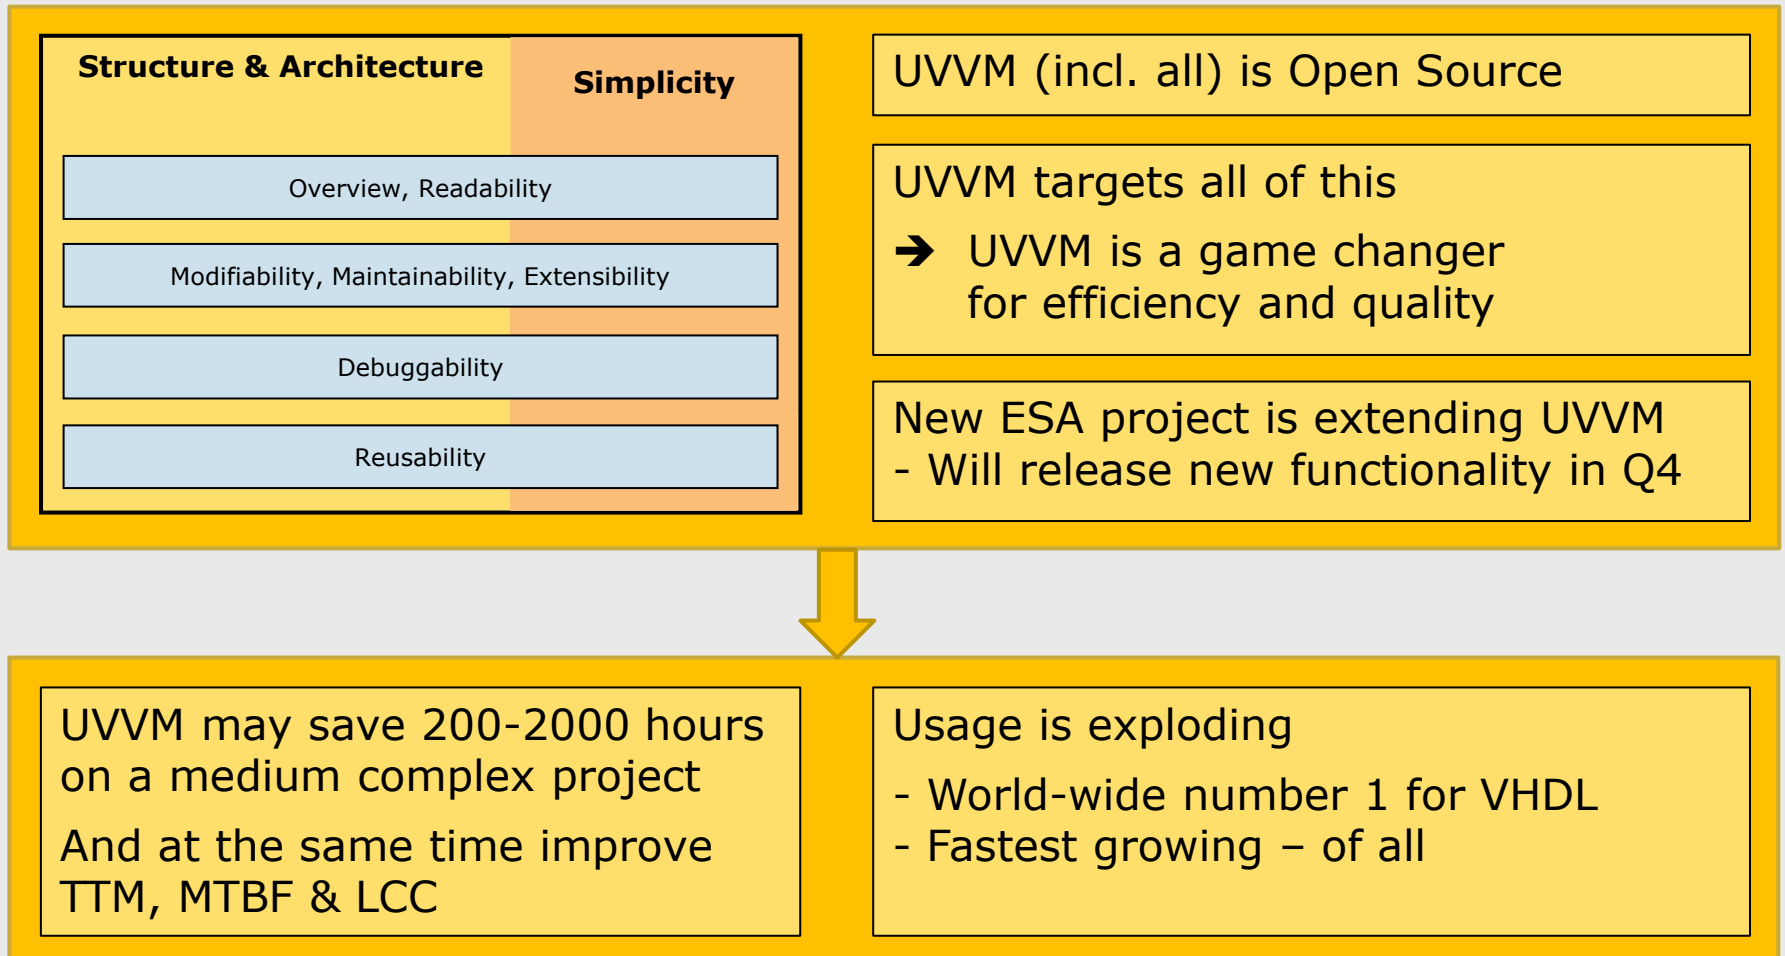 Structure & Architecture
Simplicity
Overview, Readability
Modifiability, Maintainability, Extensibility
Debuggability
Reusability
UVVM (incl. all) is Open Source
UVVM targets all of this
➔ UVVM is a game changer
for efficiency and quality
New ESA project is extending UVVM
- Will release new functionality in Q4
UVVM may save 200-2000 hours
on a medium complex project
And at the same time improve
TTM, MTBF & LCC
Usage is exploding
- World-wide number 1 for VHDL
- Fastest growing – of all